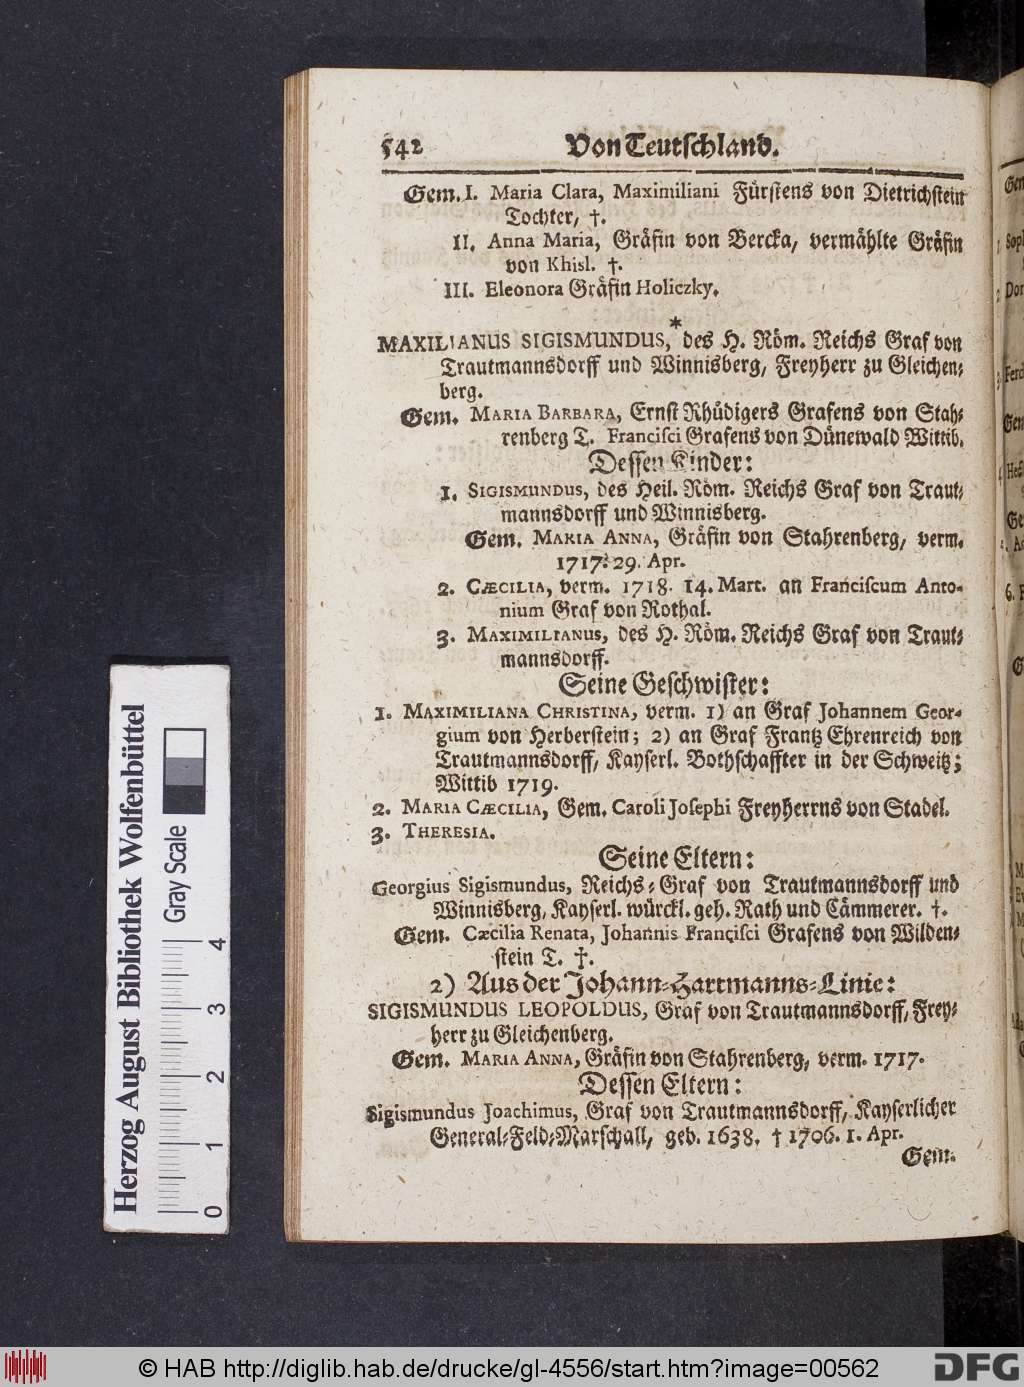 542 Von Teutschland.
Gem. I. Maria Clara, Maximiliani Fürstens von Dietrichstein
Tochter, †.
II. Anna Maria, Gräfin von Bercka, vermählte Gräfin
von Khisl. †.
III. Eleonora Gräfin Holiczky.
*
MAXILIANUS SIGISMUNDUS, des H. Röm. Reichs Graf von
Trautmannsdorff und Winnisberg, Freyherr zu Gleichen-
berg.
Gem. MARIA BARBARA, Ernst Rhüdigers Grafens von Stah-
renberg T. Francisci Grafens von Dünewald Wittib.
Dessen Kinder:
1. SIGISMUNDUS, des Heil. Röm. Reichs Graf von Traut-
mannsdorff und Winnisberg.
Gem. MARIA ANNA, Gräfin von Stahrenberg, verm.
1717. 29. Apr.
2. CÆCILIA, verm. 1718. 14. Mart. an Franciscum Anto-
nium Graf von Rothal.
3. MAXIMILIANUS, des H. Röm. Reichs Graf von Traut-
mannsdorff.
Seine Geschwister:
1. MAXIMILIANA CHRISTINA, verm. 1) an Graf Johannem Geor-
gium von Herberstein; 2) an Graf Frantz Ehrenreich von
Trautmannsdorff, Kayserl. Bothschaffter in der Schweitz;
Wittib 1719.
2. MARIA CÆCILIA, Gem. Caroli Josephi Freyherrns von Stadel.
3. THERESIA.
Seine Eltern:
Georgius Sigismundus, Reichs-Graf von Trautmannsdorff und
Winnisberg, Kayserl. würckl. geh. Rath und Cämmerer. †.
Gem. Cæcilia Renata, Johannis Francisci Grafens von Wilden-
stein T. †.
2) Aus der Johann-Hartmanns-Linie:
SIGISMUNDUS LEOPOLDUS, Graf von Trautmannsdorff, Frey-
herr zu Gleichenberg.
Gem. MARIA ANNA, Gräfin von Stahrenberg, verm. 1717.
Dessen Eltern:
Sigismundus Joachimus, Graf von Trautmannsdorff, Kayserlicher
General-Feld-Marschall, geb. 1638. † 1706. 1. Apr.
Gem.
Herzog August Bibliothek Wolfenbüttel
Gray Scale
0 1 2 3 4
© HAB http://diglib.hab.de/drucke/gl-4556/start.htm?image=00562
DFG